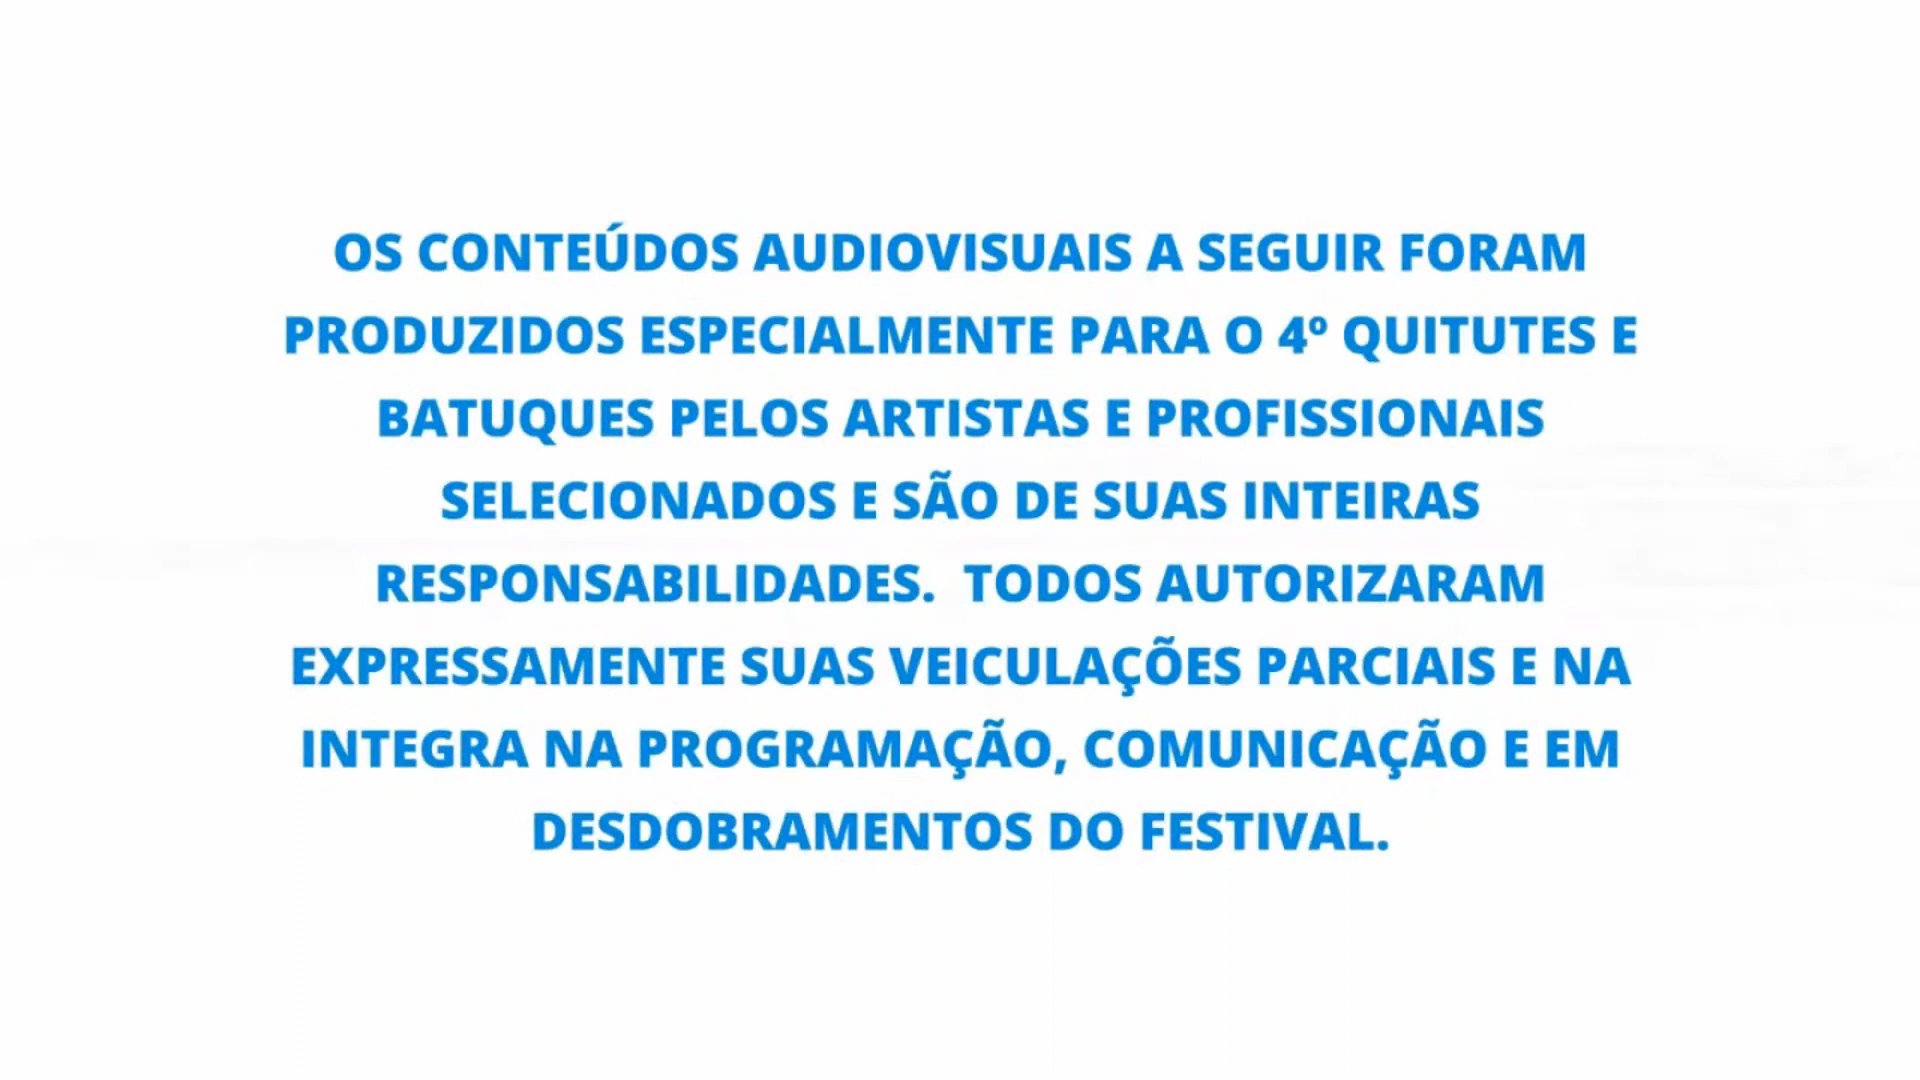 OS CONTEÚDOS AUDIOVISUAIS A SEGUIR FORAM
PRODUZIDOS ESPECIALMENTE PARA O 4º QUITUTES E
BATUQUES PELOS ARTISTAS E PROFISSIONAIS
SELECIONADOS E SÃO DE SUAS INTEIRAS
RESPONSABILIDADES.  TODOS AUTORIZARAM
EXPRESSAMENTE SUAS VEICULAÇÕES PARCIAIS E NA
INTEGRA NA PROGRAMAÇÃO, COMUNICAÇÃO E EM
DESDOBRAMENTOS DO FESTIVAL.